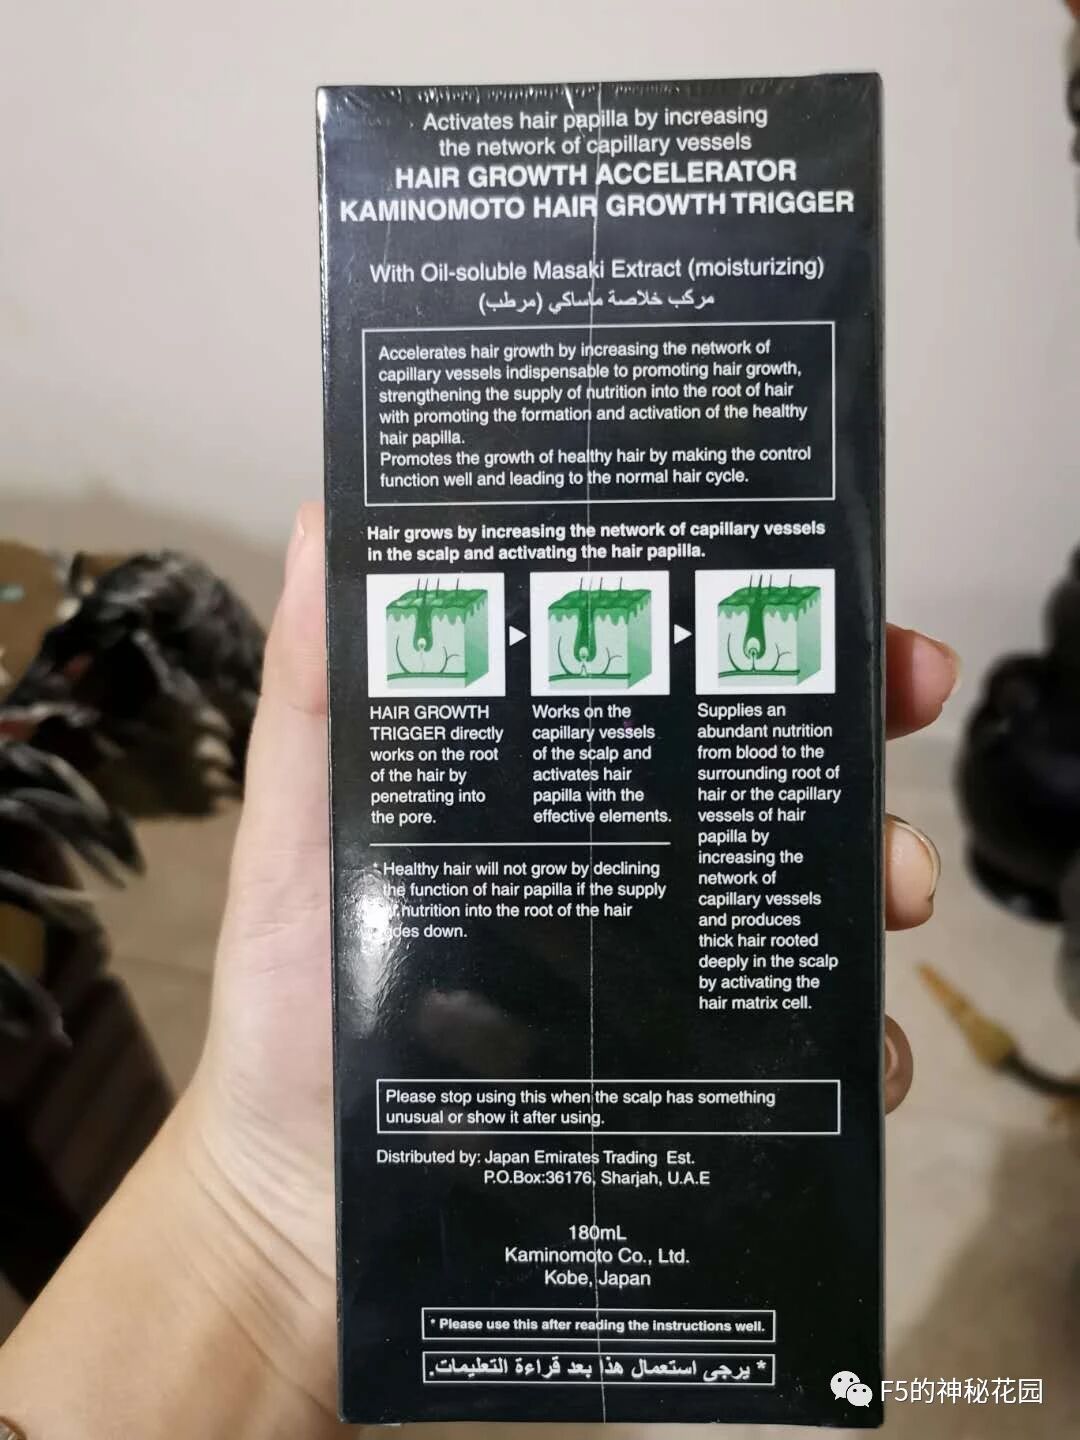 Activates hair papilla by increasing
the network of capillary vessels
HAIR GROWTH ACCELERATOR
KAMINOMOTO HAIR GROWTH TRIGGER
With Oil-soluble Masaki Extract (moisturizing)
مركب خلاصة ماساكي (مرطب)
Accelerates hair growth by increasing the network of
capillary vessels indispensable to promoting hair growth,
strengthening the supply of nutrition into the root of hair
with promoting the formation and activation of the healthy
hair papilla.
Promotes the growth of healthy hair by making the control
function well and leading to the normal hair cycle.
Hair grows by increasing the network of capillary vessels
in the scalp and activating the hair papilla.
HAIR GROWTH
TRIGGER directly
works on the root
of the hair by
penetrating into
the pore.
Works on the
capillary vessels
of the scalp and
activates hair
papilla with the
effective elements.
Supplies an
abundant nutrition
from blood to the
surrounding root of
hair or the capillary
vessels of hair
papilla by
increasing the
network of
capillary vessels
and produces
thick hair rooted
deeply in the scalp
by activating the
hair matrix cell.
* Healthy hair will not grow by declining
the function of hair papilla if the supply
of nutrition into the root of the hair
goes down.
Please stop using this when the scalp has something
unusual or show it after using.
Distributed by: Japan Emirates Trading Est.
P.O.Box:36176, Sharjah, U.A.E
180mL
Kaminomoto Co., Ltd.
Kobe, Japan
* Please use this after reading the instructions well.
* يرجى استعمال هذا بعد قراءة التعليمات.
F5的神秘花园